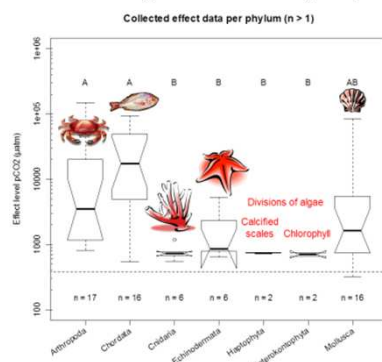 Collected effect data per phylum (n > 1)
1e+06
A A B B B B AB
1e+05
Effect level pCO2 (µatm)
10000
Divisions of algae
Calcified
scales
Chlorophyll
1000
n = 17 n = 16 n = 6 n = 6 n = 2 n = 2 n = 16
100
Arthropoda
Chordata
Cnidaria
Echinodermata
Haptophyta
Heterokontophyta
Mollusca